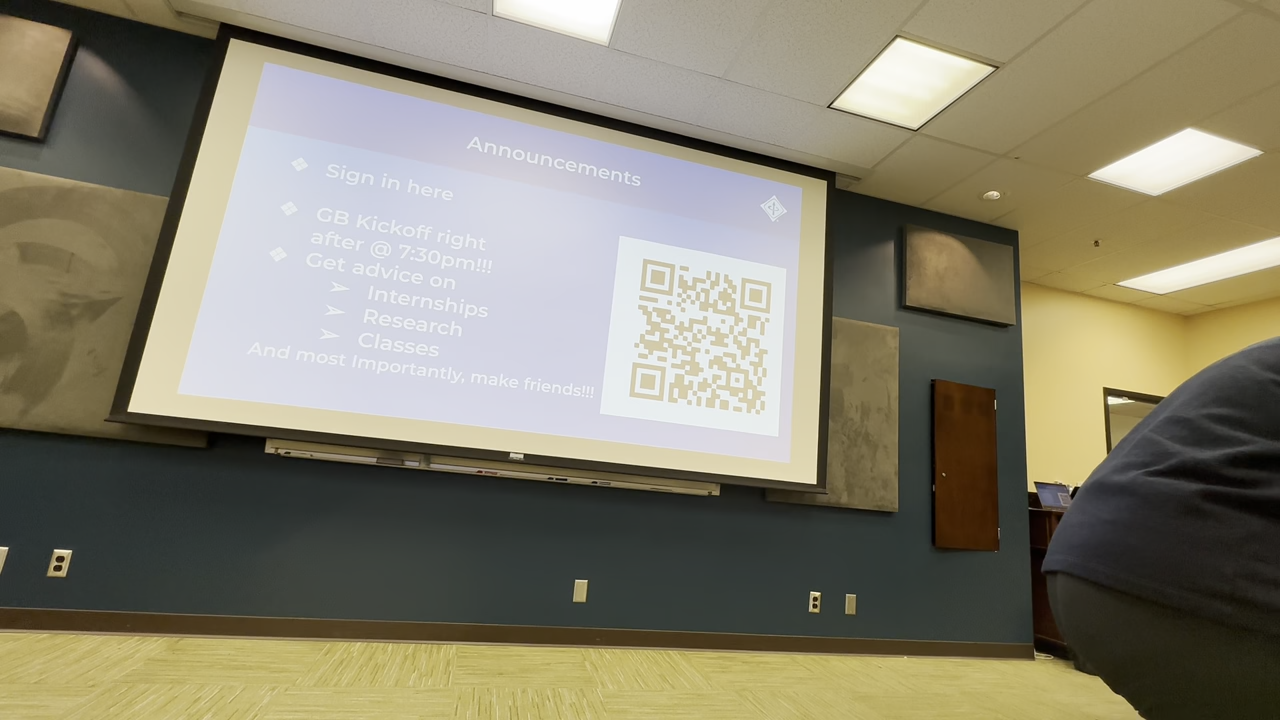 Announcements
Sign in here
GB Kickoff right
after @ 7:30pm!!!
Get advice on
Internships
Research
Classes
And most Importantly, make friends!!!